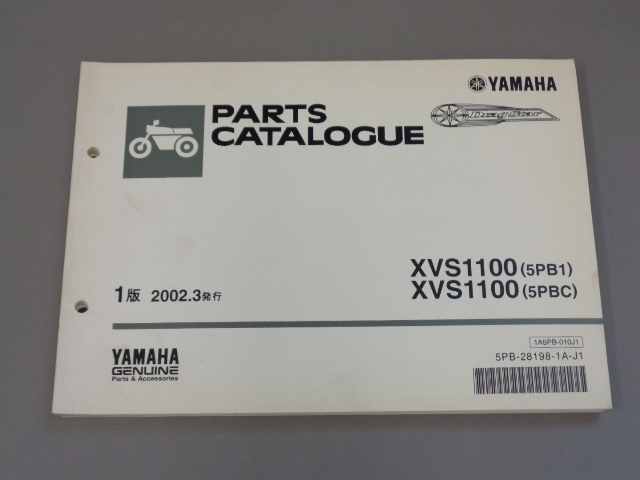 YAMAHA
PARTS
CATALOGUE
DragStar
XVS1100 (5PB1)
XVS1100 (5PBC)
1版 2002.3発行
1A5PB-010J1
5PB-28198-1A-J1
YAMAHA
GENUINE
Parts & Accessories